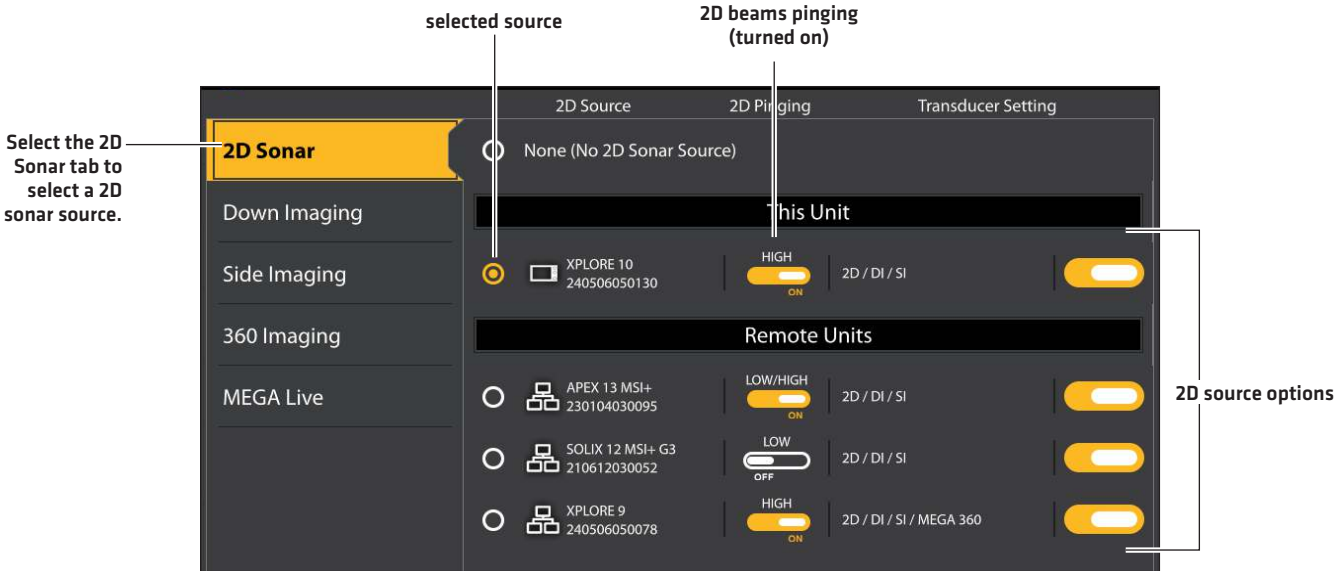 selected source
2D beams pinging
(turned on)
2D Source
2D Pinging
Transducer Setting
Select the 2D
Sonar tab to
select a 2D
sonar source.
2D Sonar
None (No 2D Sonar Source)
Down Imaging
This Unit
Side Imaging
XPLORE 10
240506050130
HIGH
ON
2D / DI / SI
360 Imaging
Remote Units
MEGA Live
APEX 13 MSI+
230104030095
LOW/HIGH
ON
2D / DI / SI
2D source options
SOLIX 12 MSI+ G3
210612030052
LOW
OFF
2D / DI / SI
XPLORE 9
240506050078
HIGH
ON
2D / DI / SI / MEGA 360